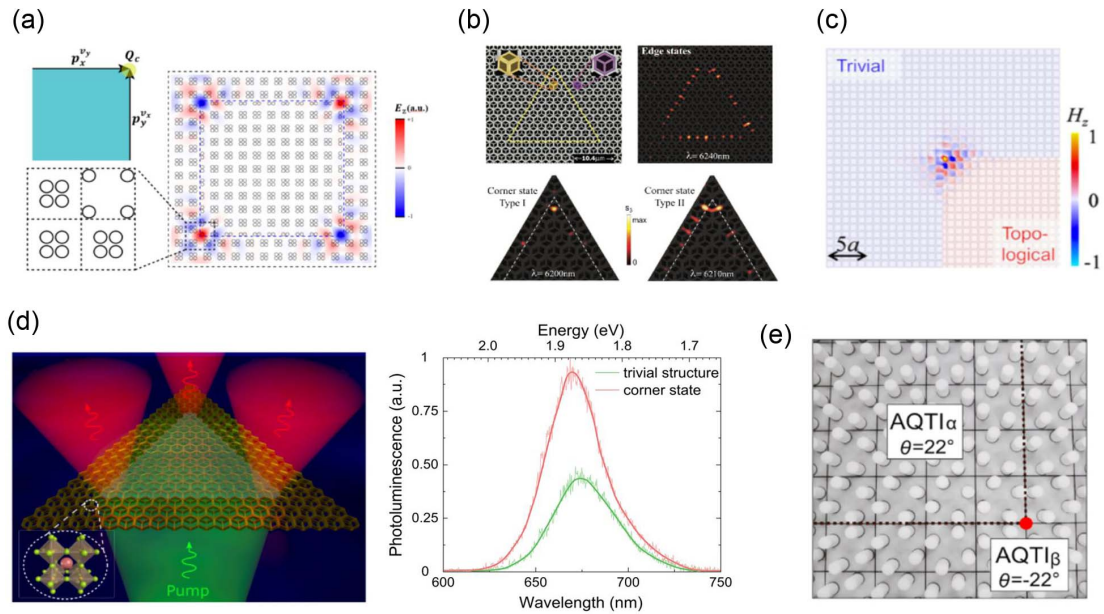 (a)
p_x^{v_y}
Q_c
p_y^{v_x}
E_z(a.u.)
+1
0
-1
(b)
Edge states
10.4μm
λ= 6240nm
Corner state
Type I
s_3
max
0
λ= 6200nm
Corner state
Type II
λ= 6210nm
(c)
Trivial
Topo-
logical
5a
H_z
1
0
-1
(d)
Pump
Energy (eV)
2.0 1.9 1.8 1.7
Photoluminescence (a.u.)
1
0.75
0.50
0.25
0
trivial structure
corner state
600 650 700 750
Wavelength (nm)
(e)
AQTIα
θ=22°
AQTIβ
θ=-22°